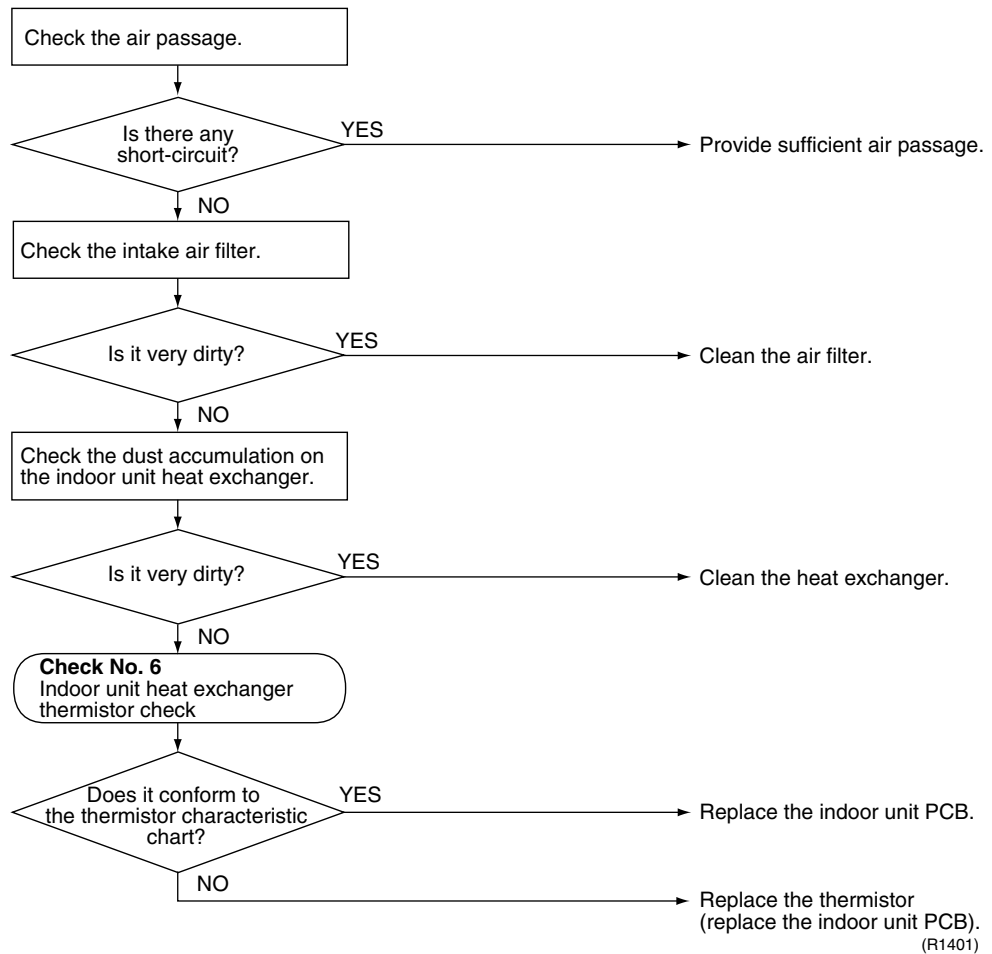 Check the air passage.
Is there any
short-circuit?
YES
Provide sufficient air passage.
NO
Check the intake air filter.
Is it very dirty?
YES
Clean the air filter.
NO
Check the dust accumulation on
the indoor unit heat exchanger.
Is it very dirty?
YES
Clean the heat exchanger.
NO
Check No. 6
Indoor unit heat exchanger
thermistor check
Does it conform to
the thermistor characteristic
chart?
YES
Replace the indoor unit PCB.
NO
Replace the thermistor
(replace the indoor unit PCB).
(R1401)